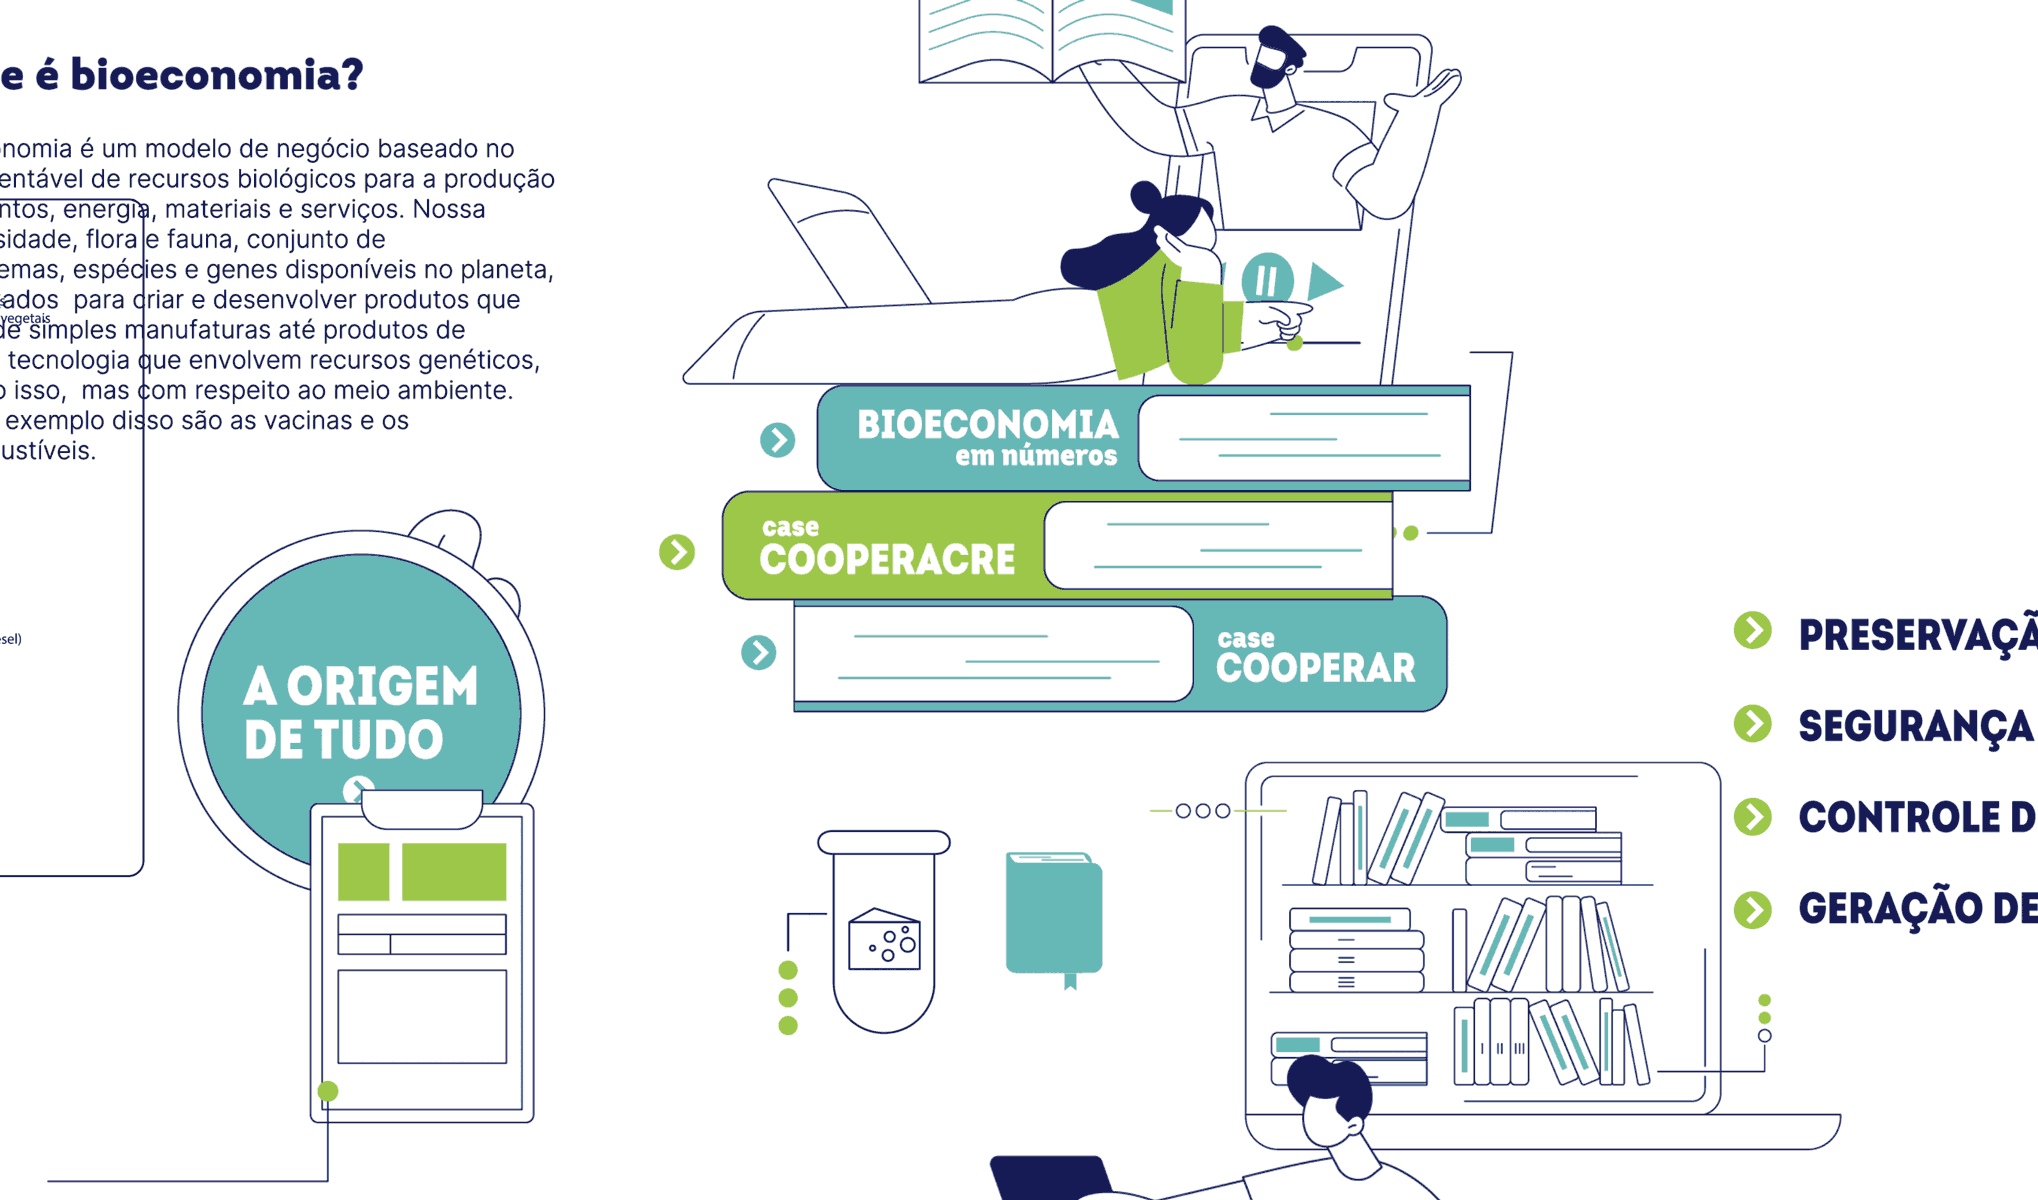 e é bioeconomia?
nomia é um modelo de negócio baseado no
entável de recursos biológicos para a produção
ntos, energia, materiais e serviços. Nossa
sidade, flora e fauna, conjunto de
emas, espécies e genes disponíveis no planeta,
ados para criar e desenvolver produtos que
vegetais
de simples manufaturas até produtos de
tecnologia que envolvem recursos genéticos,
o isso, mas com respeito ao meio ambiente.
exemplo disso são as vacinas e os
ustíveis.
esel)
A ORIGEM
DE TUDO
BIOECONOMIA
em números
case
COOPERACRE
case
COOPERAR
PRESERVAÇÃ
SEGURANÇA
CONTROLE D
GERAÇÃO DE
I II III